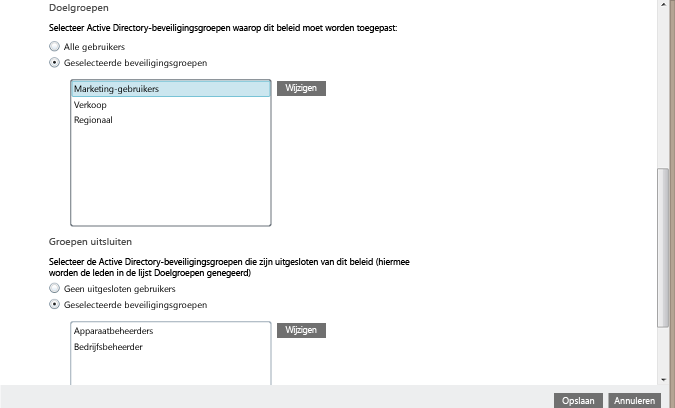 Doelgroepen
Selecteer Active Directory-beveiligingsgroepen waarop dit beleid moet worden toegepast:
Alle gebruikers
Geselecteerde beveiligingsgroepen
Marketing-gebruikers
Wijzigen
Verkoop
Regionaal
Groepen uitsluiten
Selecteer de Active Directory-beveiligingsgroepen die zijn uitgesloten van dit beleid (hiermee
worden de leden in de lijst Doelgroepen genegeerd)
Geen uitgesloten gebruikers
Geselecteerde beveiligingsgroepen
Apparaatbeheerders
Wijzigen
Bedrijfsbeheerder
Opslaan
Annuleren